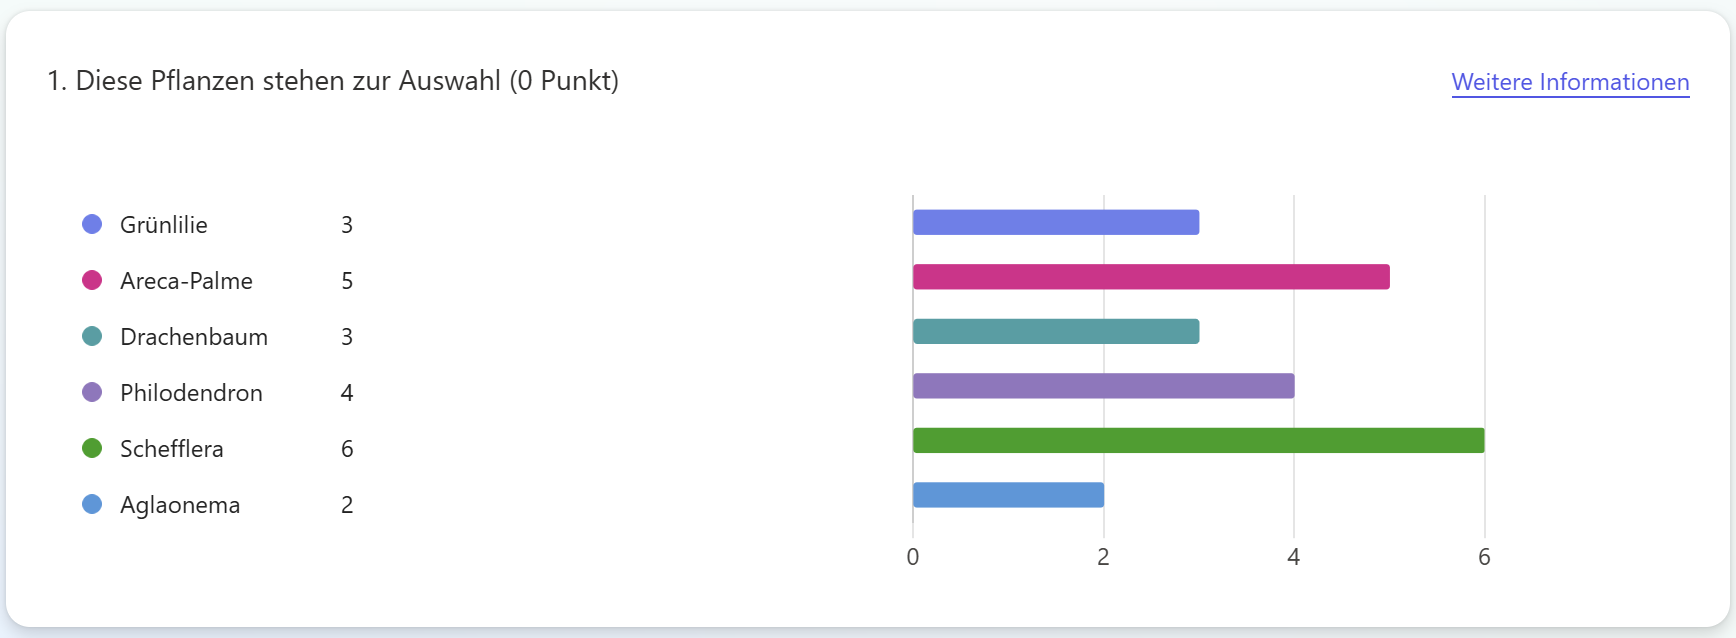 1. Diese Pflanzen stehen zur Auswahl (0 Punkt)
Weitere Informationen
Grünlilie 3
Areca-Palme 5
Drachenbaum 3
Philodendron 4
Schefflera 6
Aglaonema 2
0 2 4 6